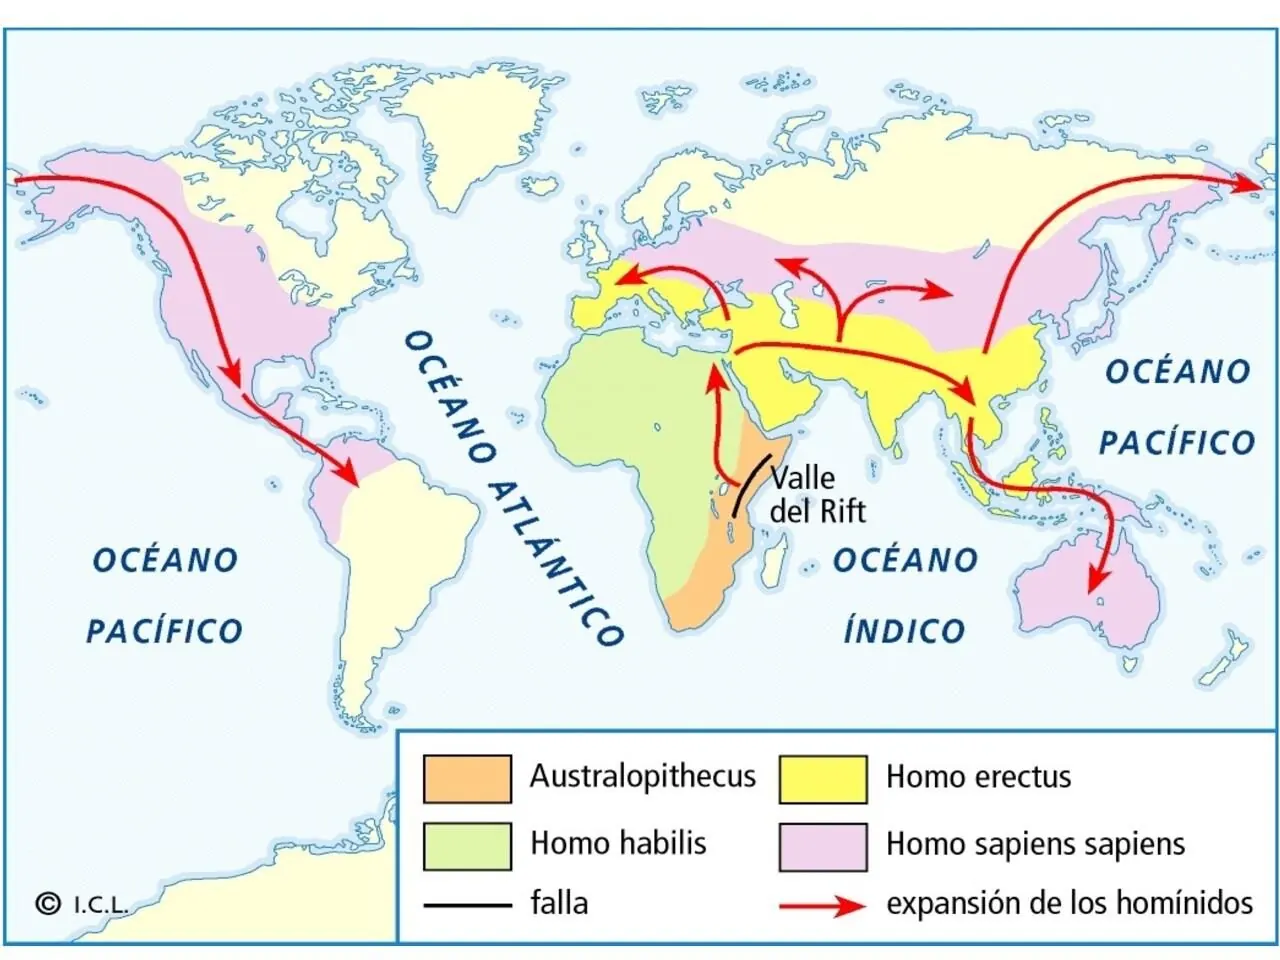 OCÉANO ATLÁNTICO
OCÉANO
PACÍFICO
Valle
del Rift
OCÉANO
PACÍFICO
OCÉANO
ÍNDICO
Australopithecus
Homo erectus
Homo habilis
Homo sapiens sapiens
falla
expansión de los homínidos
© I.C.L.